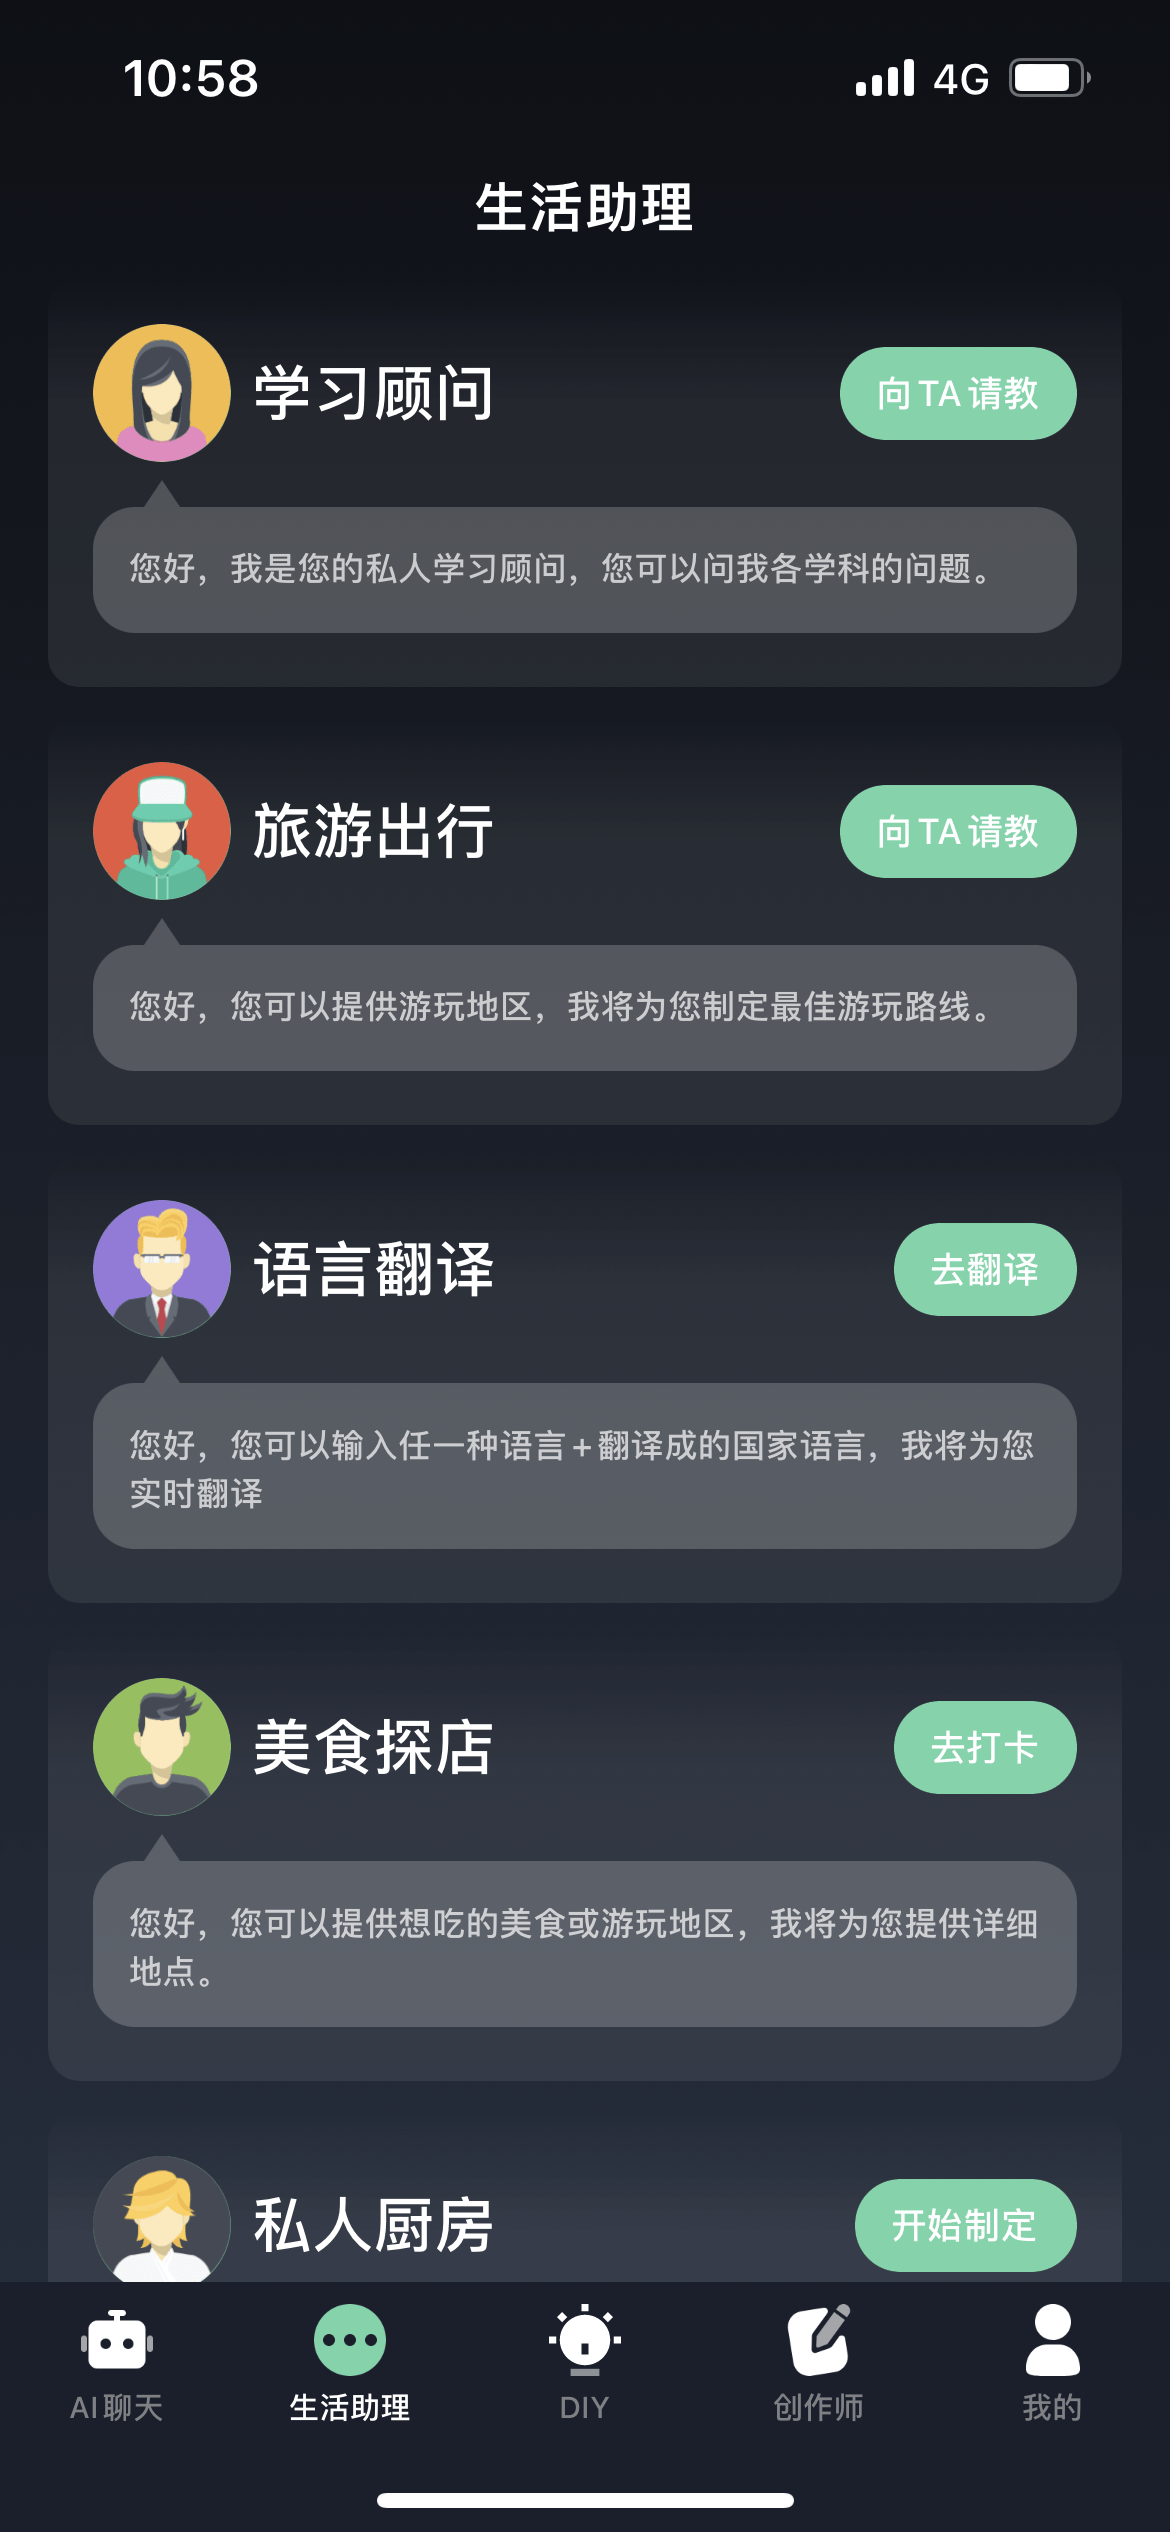 10:58
4G
生活助理
学习顾问
向TA请教
您好，我是您的私人学习顾问，您可以问我各学科的问题。
旅游出行
向TA请教
您好，您可以提供游玩地区，我将为您制定最佳游玩路线。
语言翻译
去翻译
您好，您可以输入任一种语言+翻译成的国家语言，我将为您
实时翻译
美食探店
去打卡
您好，您可以提供想吃的美食或游玩地区，我将为您提供详细
地点。
私人厨房
开始制定
AI聊天
生活助理
DIY
创作师
我的